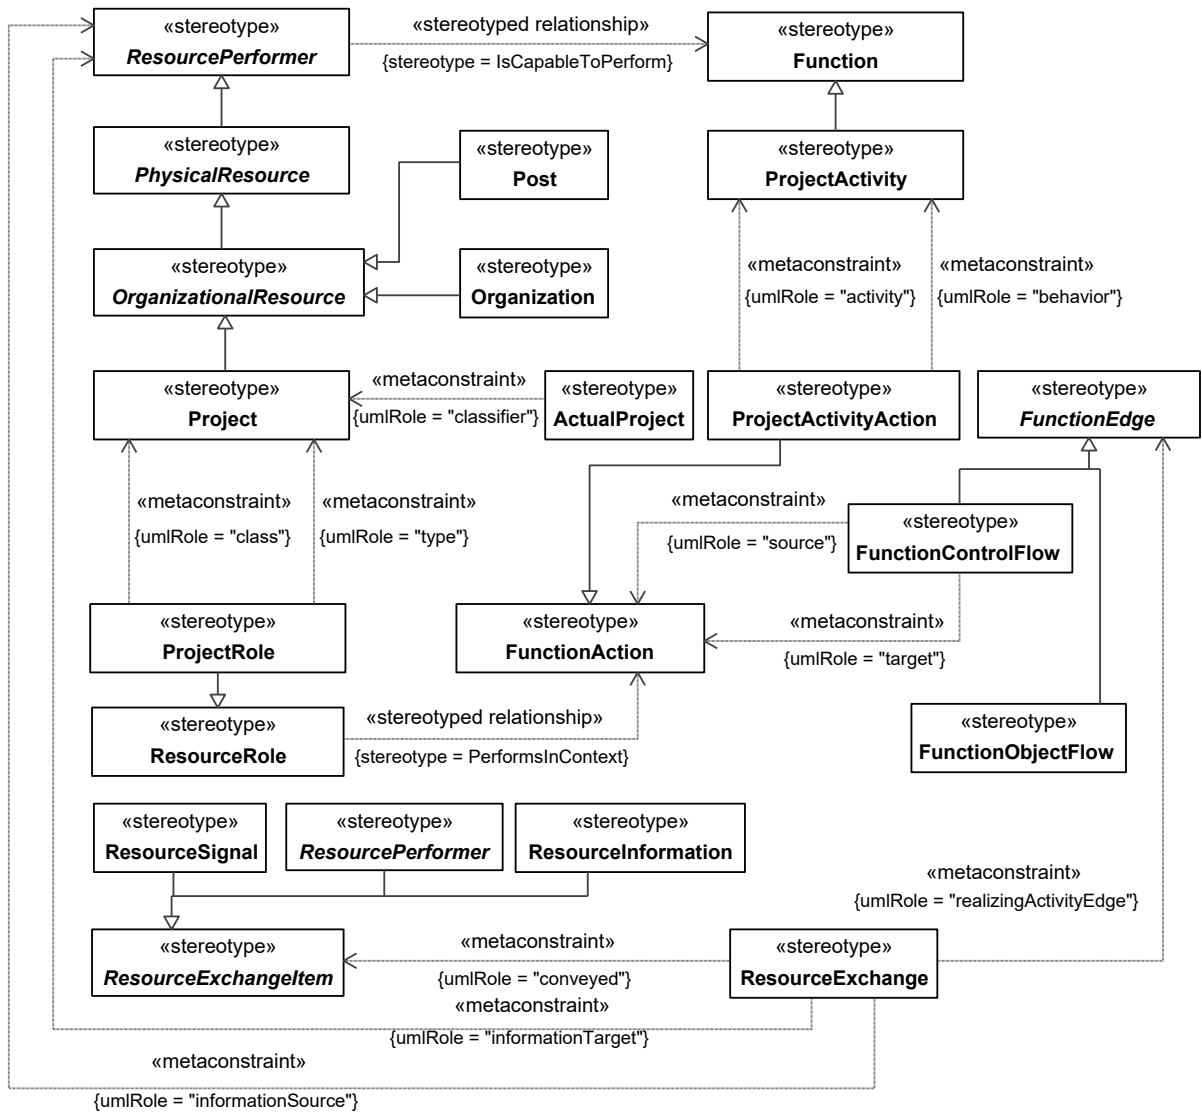 «stereotype»
ResourcePerformer
«stereotyped relationship»
{stereotype = IsCapableToPerform}
«stereotype»
Function
«stereotype»
PhysicalResource
«stereotype»
Post
«stereotype»
ProjectActivity
«stereotype»
OrganizationalResource
«stereotype»
Organization
«metaconstraint»
{umlRole = "activity"}
«metaconstraint»
{umlRole = "behavior"}
«stereotype»
Project
«metaconstraint»
{umlRole = "classifier"}
«stereotype»
ActualProject
«stereotype»
ProjectActivityAction
«stereotype»
FunctionEdge
«metaconstraint»
{umlRole = "class"}
«metaconstraint»
{umlRole = "type"}
«metaconstraint»
{umlRole = "source"}
«stereotype»
FunctionControlFlow
«stereotype»
ProjectRole
«stereotype»
FunctionAction
«metaconstraint»
{umlRole = "target"}
«stereotype»
ResourceRole
«stereotyped relationship»
{stereotype = PerformsInContext}
«stereotype»
FunctionObjectFlow
«stereotype»
ResourceSignal
«stereotype»
ResourcePerformer
«stereotype»
ResourceInformation
«metaconstraint»
{umlRole = "realizingActivityEdge"}
«stereotype»
ResourceExchangeItem
«metaconstraint»
{umlRole = "conveyed"}
«stereotype»
ResourceExchange
«metaconstraint»
{umlRole = "informationTarget"}
«metaconstraint»
{umlRole = "informationSource"}